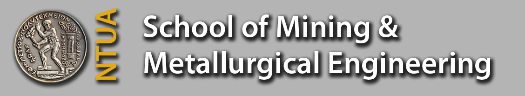 NTUA
School of Mining &
Metallurgical Engineering